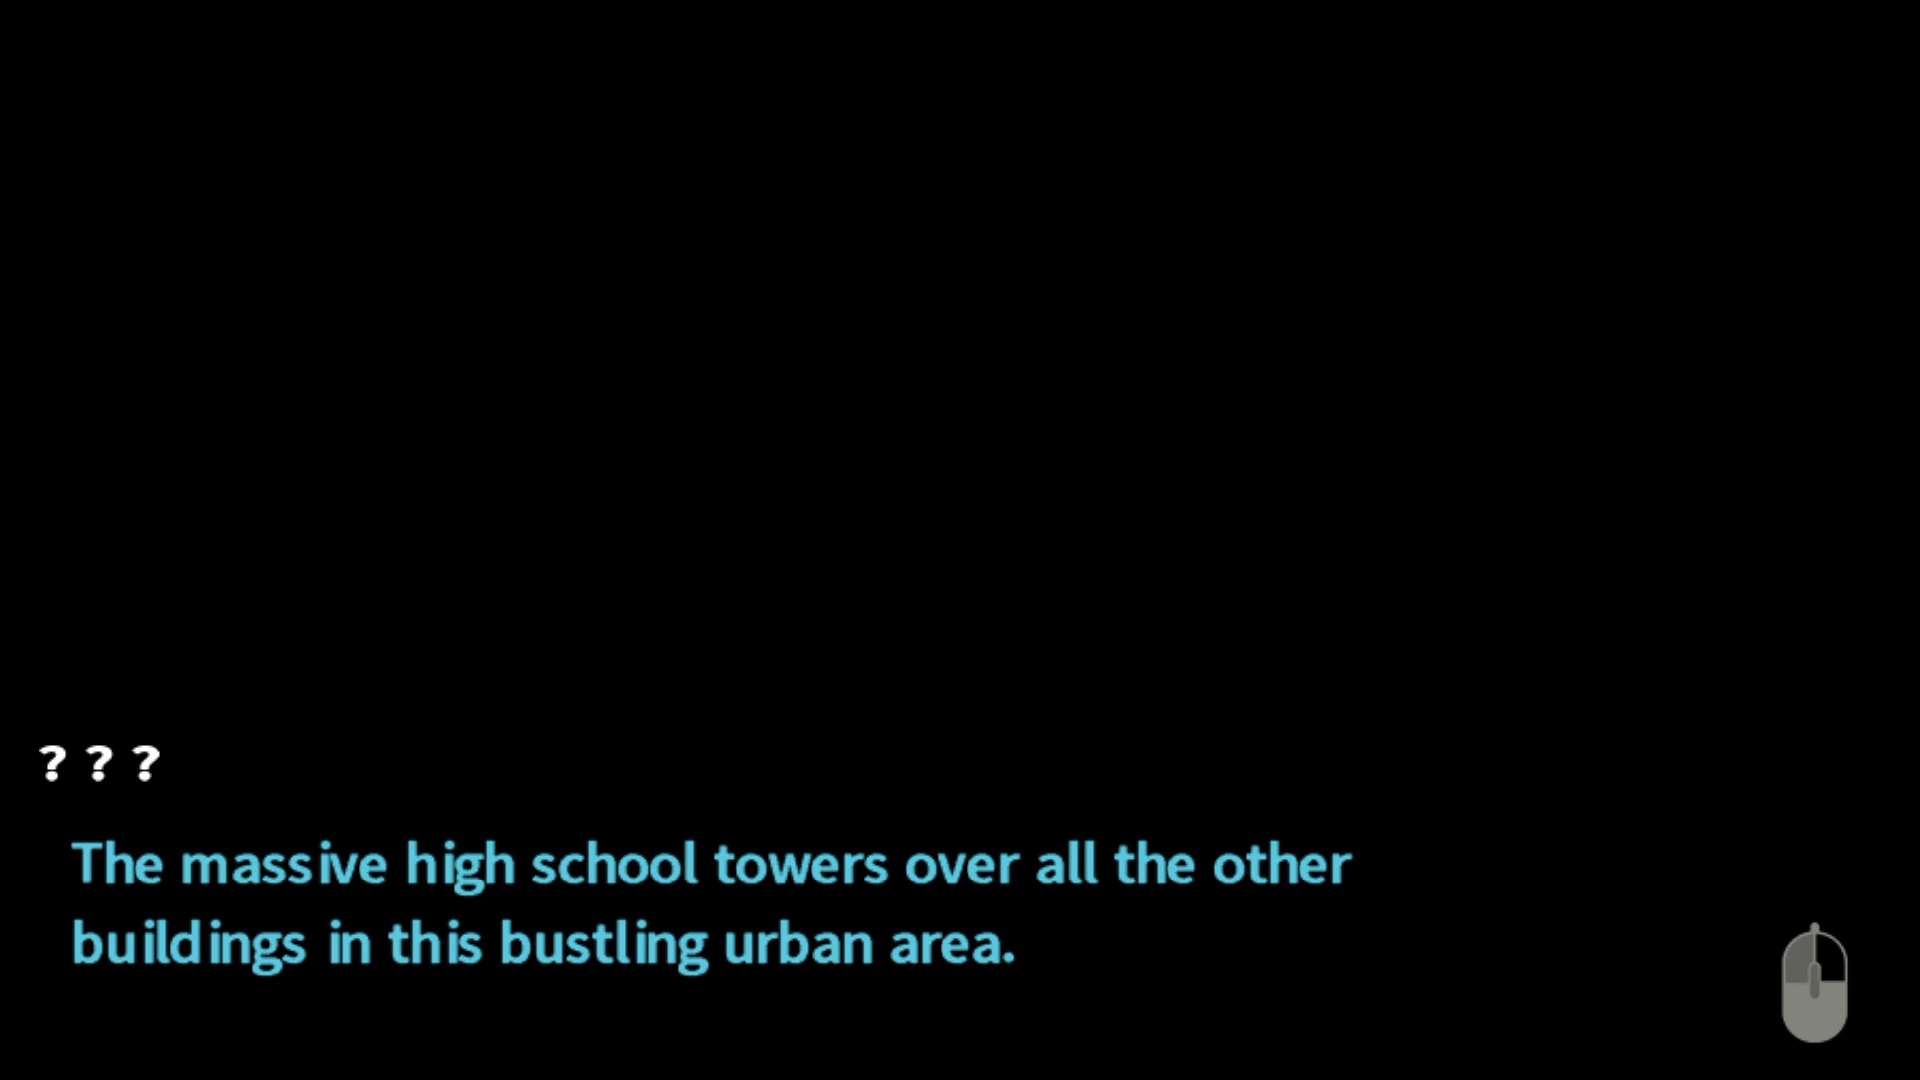 ? ? ?
The massive high school towers over all the other
buildings in this bustling urban area.